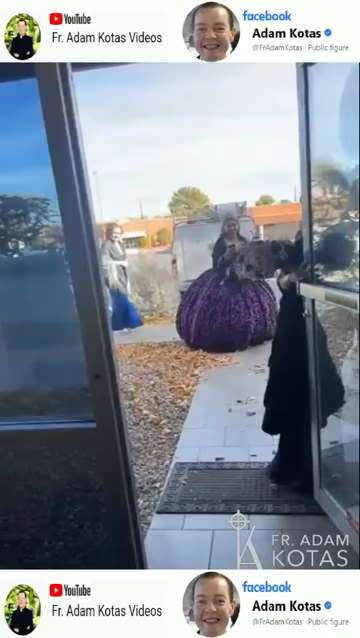 YouTube
Fr. Adam Kotas Videos
facebook
Adam Kotas
@FrAdamKotas · Public figure
FR. ADAM
KOTAS
YouTube
Fr. Adam Kotas Videos
facebook
Adam Kotas
@FrAdamKotas · Public figure